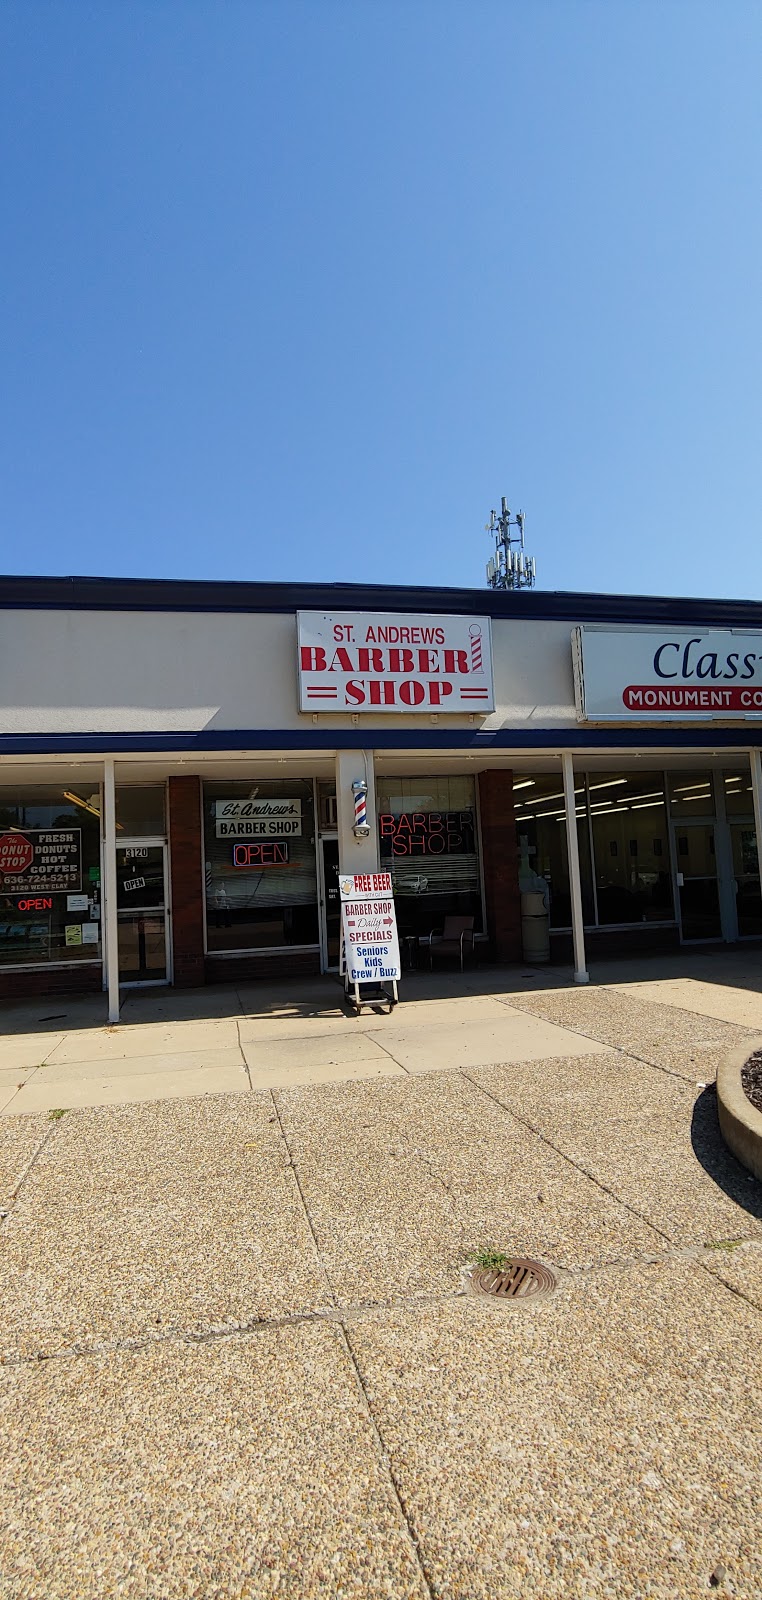 ST. ANDREWS
BARBER
SHOP
Class
MONUMENT CO
The
DONUT
STOP
FRESH
DONUTS
HOT
COFFEE
636-724-5213
3120 WEST CLAY
OPEN
3120
OPEN
St. Andrews
BARBER SHOP
OPEN
BARBER
SHOP
FREE BEER
WITH CUT
BARBER SHOP
Daily
SPECIALS
Seniors
Kids
Crew / Buzz